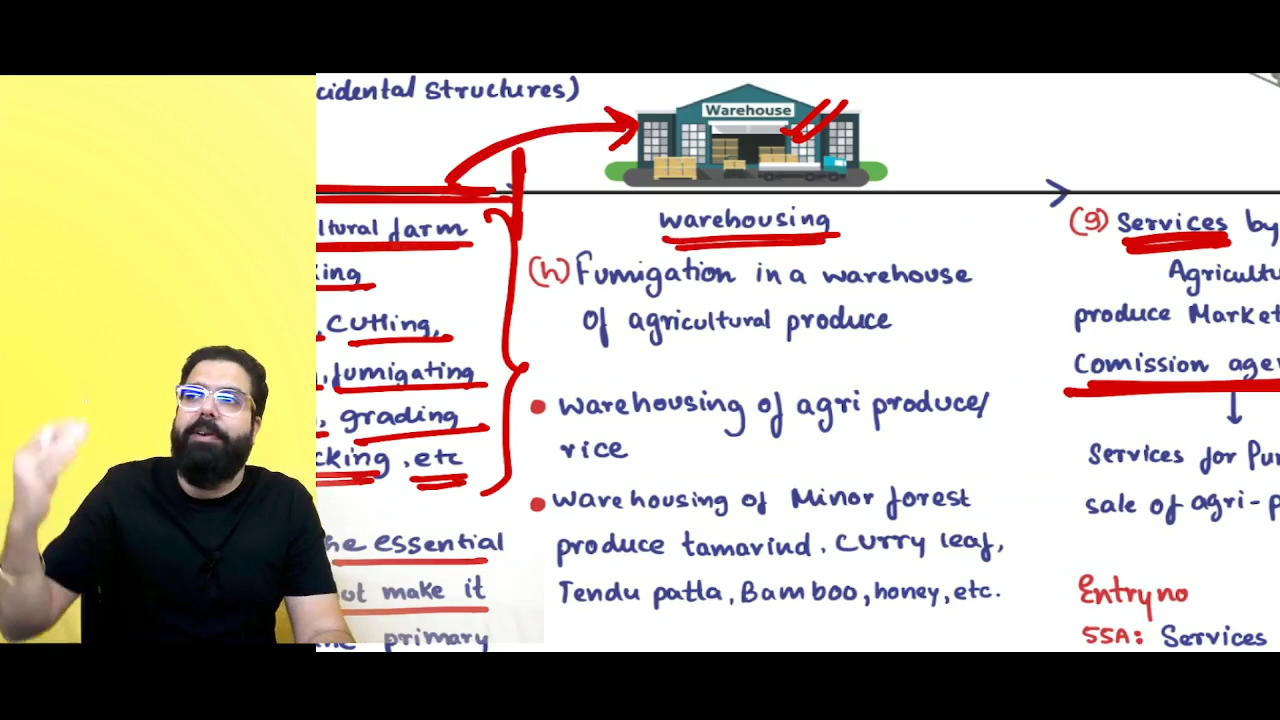 cidental Structures)
ltural farm
king
, Cutting,
, fumigating
, grading
cking, etc
he essential
ot make it
the primary
Warehouse
warehousing
(h) Fumigation in a warehouse
of agricultural produce
• warehousing of agri produce/
rice
• warehousing of Minor forest
produce tamarind, curry leaf,
Tendu patta, Bamboo, honey, etc.
(g) Services by
Agricultu
produce Market
Comission age
Services for Pur
sale of agri-p
Entry no
55A: Services